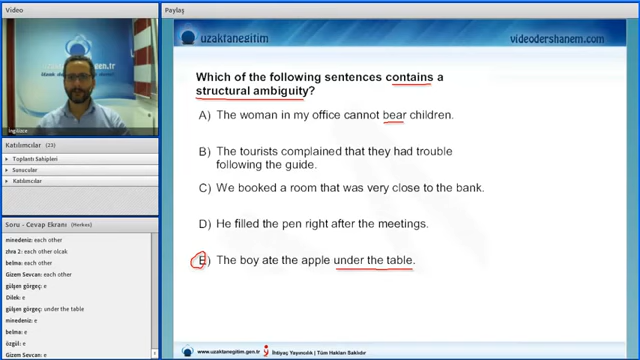 Video
Paylaş
uzaktanegitim
videodershanem.com
İngilizce
Katılımcılar (23)
Toplantı Sahipleri
Sunucular
Katılımcılar
Soru - Cevap Ekranı (Herkes)
minedeniz: each other
zhra 2: each other olcak
belma: each other
Gizem Sevcan: each other
gülşen görgeç: each other
Dilek: e
gülşen görgeç: under the table
minedeniz: e
belma: e
özgül: e
Gizem Sevcan: e
Which of the following sentences contains a
structural ambiguity?
A) The woman in my office cannot bear children.
B) The tourists complained that they had trouble
following the guide.
C) We booked a room that was very close to the bank.
D) He filled the pen right after the meetings.
E) The boy ate the apple under the table.
www.uzaktanegitim.gen.tr
İhtiyaç Yayıncılık | Tüm Hakları Saklıdır